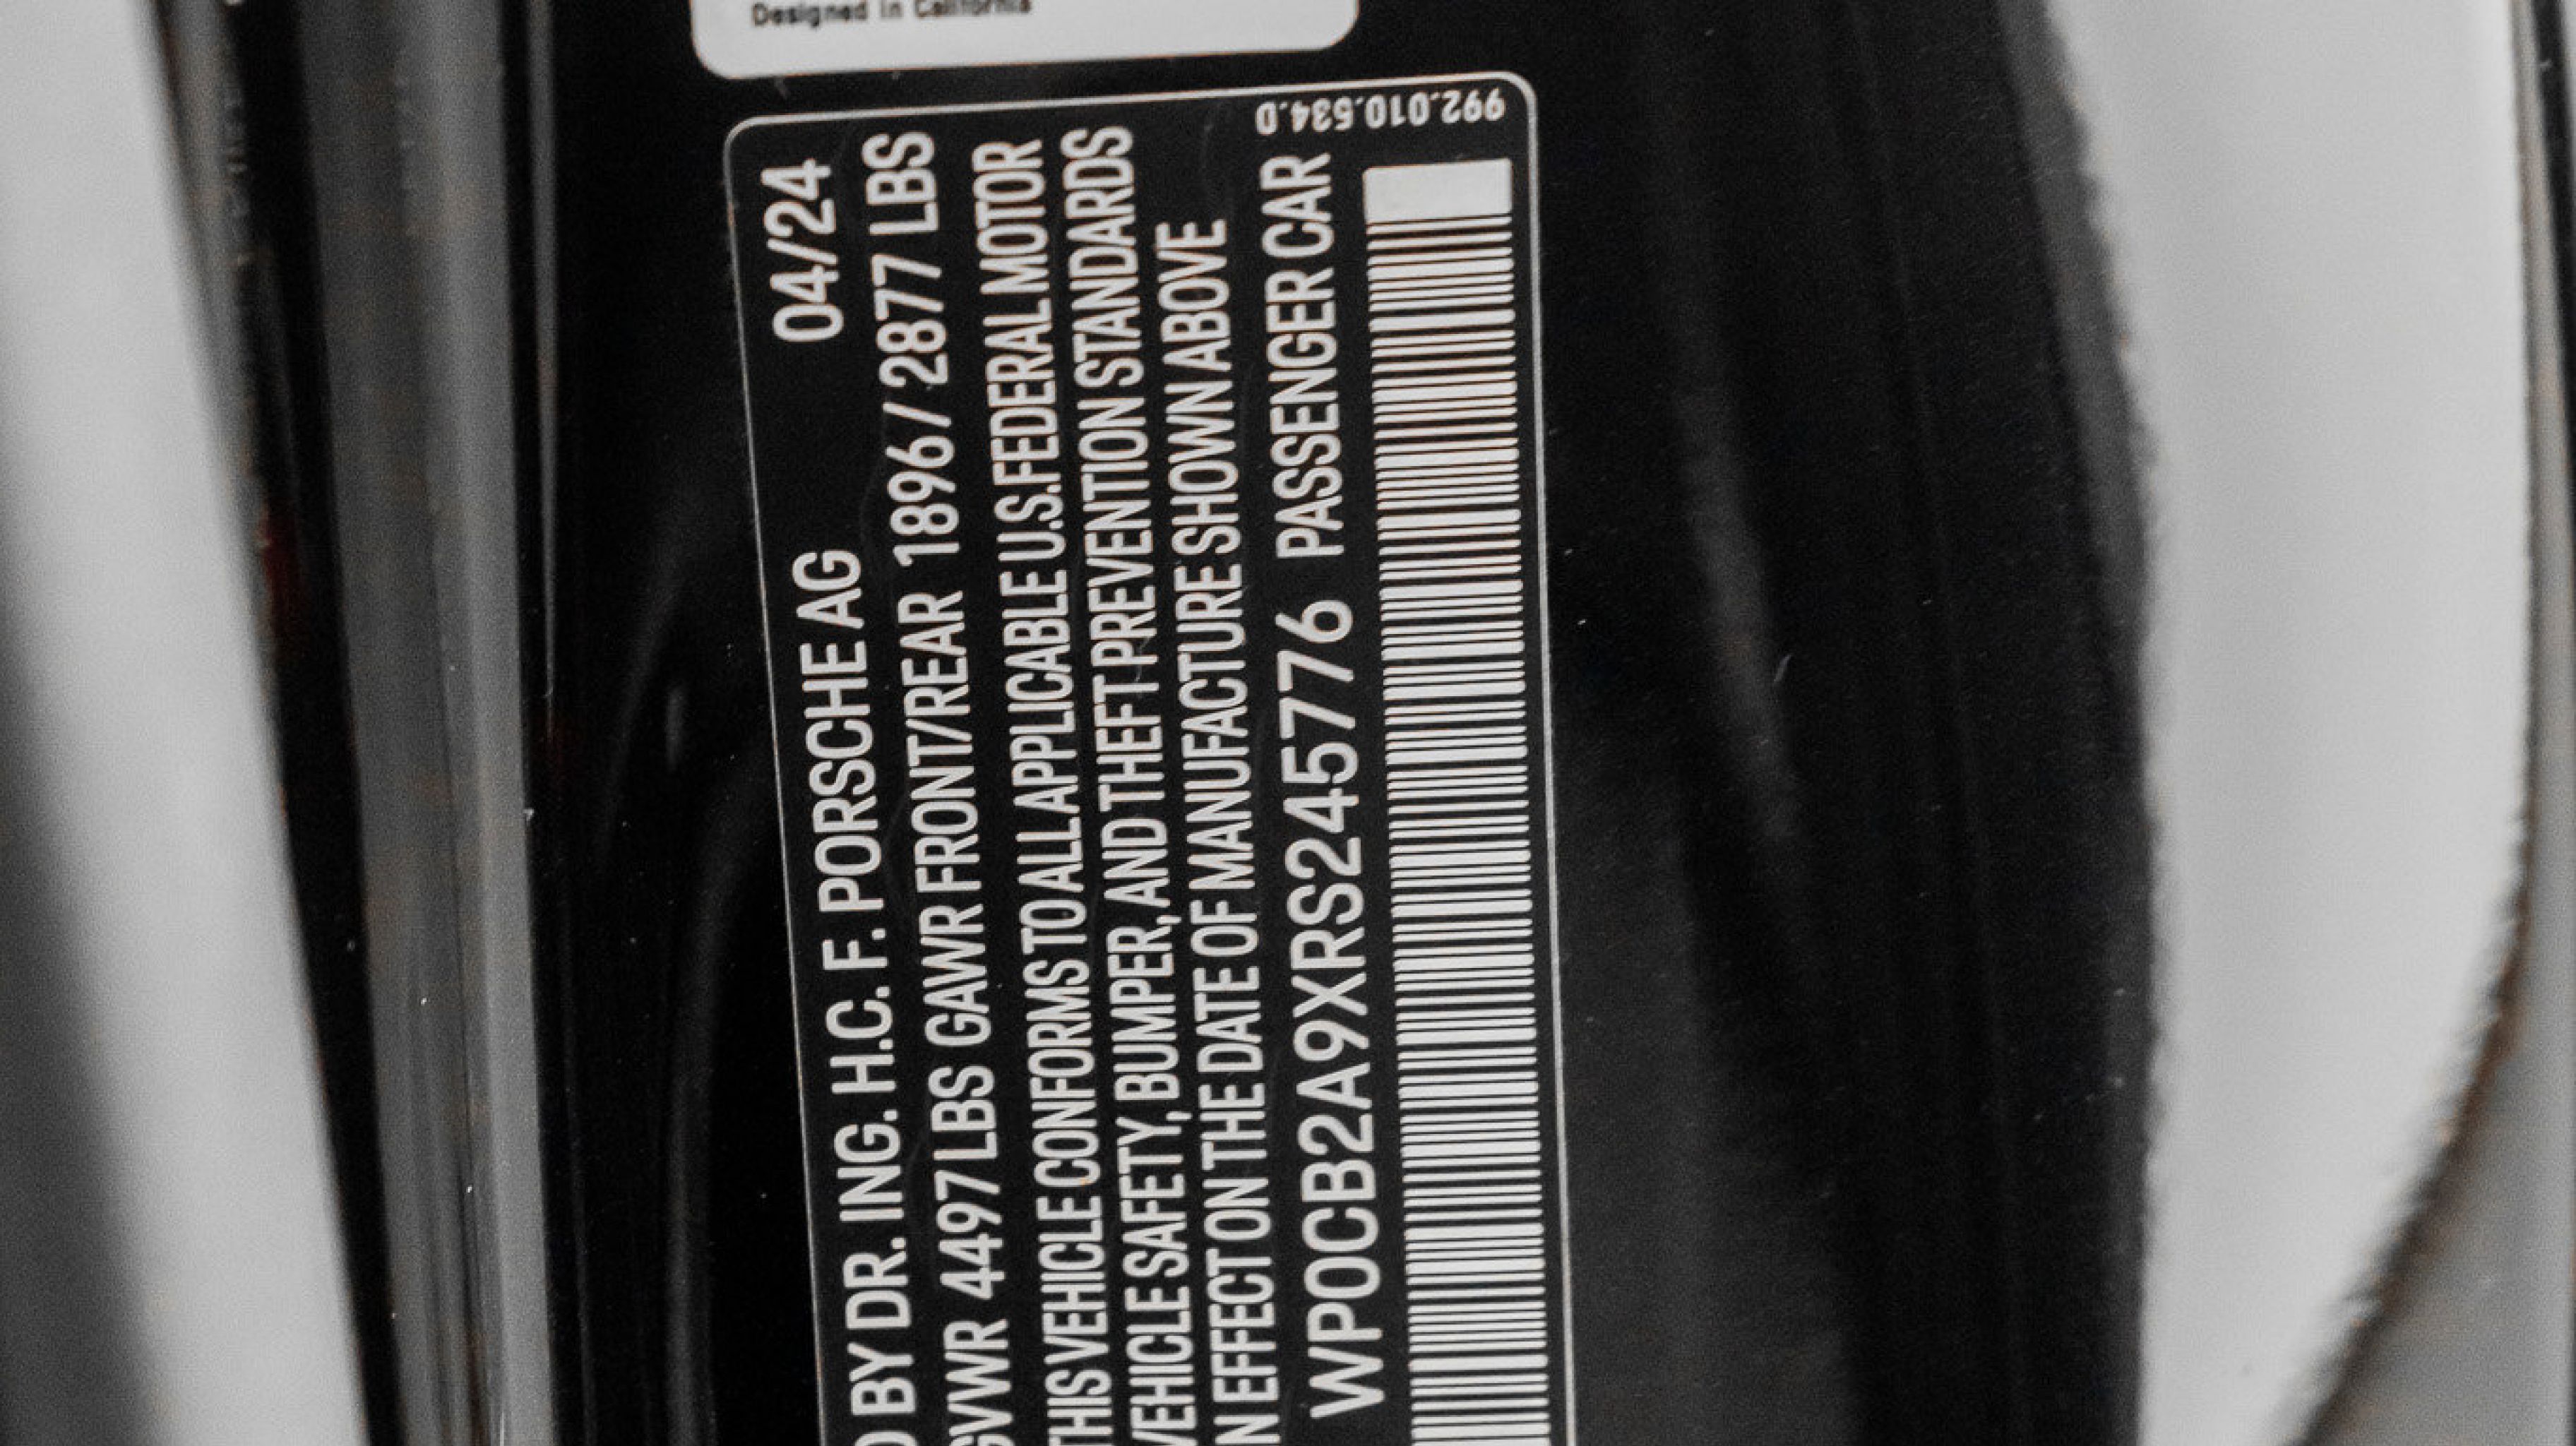 Designed in California
D BY DR. ING. H.C. F. PORSCHE AG 04/24
GVWR 4497 LBS GAWR FRONT/REAR 1896/2877 LBS
THIS VEHICLE CONFORMS TO ALL APPLICABLE U.S. FEDERAL MOTOR
VEHICLE SAFETY, BUMPER, AND THEFT PREVENTION STANDARDS
IN EFFECT ON THE DATE OF MANUFACTURE SHOWN ABOVE
WP0CB2A9XRS245776 PASSENGER CAR
992.010.534.D